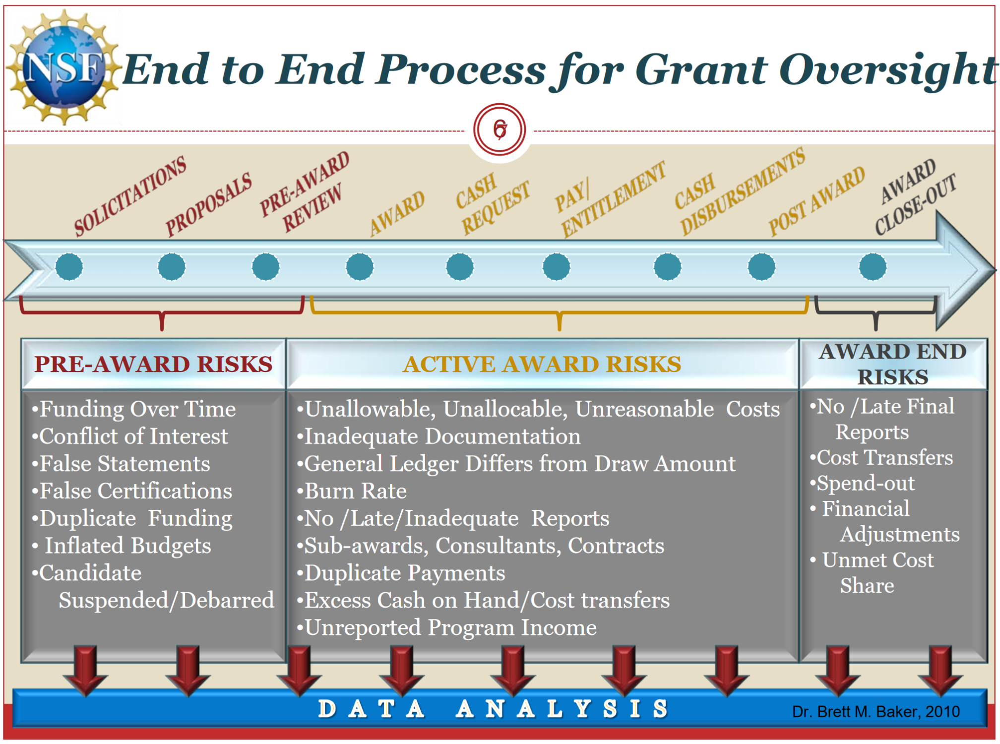 NSF
End to End Process for Grant Oversight
SOLICITATIONS
PROPOSALS
PRE-AWARD
REVIEW
AWARD
CASH
REQUEST
PAY/
ENTITLEMENT
CASH
DISBURSEMENTS
POST AWARD
AWARD
CLOSE-OUT
PRE-AWARD RISKS
•Funding Over Time
•Conflict of Interest
•False Statements
•False Certifications
•Duplicate Funding
• Inflated Budgets
•Candidate
Suspended/Debarred
ACTIVE AWARD RISKS
•Unallowable, Unallocable, Unreasonable Costs
•Inadequate Documentation
•General Ledger Differs from Draw Amount
•Burn Rate
•No /Late/Inadequate Reports
•Sub-awards, Consultants, Contracts
•Duplicate Payments
•Excess Cash on Hand/Cost transfers
•Unreported Program Income
AWARD END
RISKS
•No /Late Final
Reports
•Cost Transfers
•Spend-out
• Financial
Adjustments
• Unmet Cost
Share
DATA ANALYSIS
Dr. Brett M. Baker, 2010